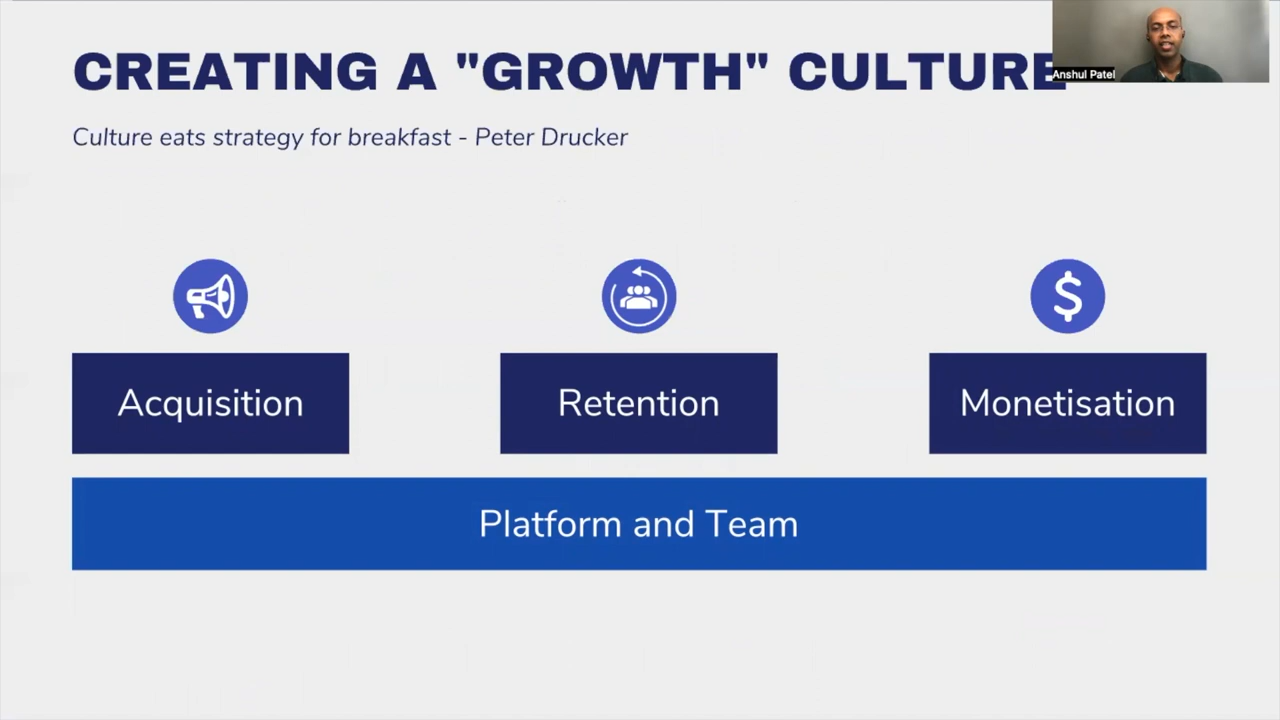 CREATING A "GROWTH" CULTURE
Anshul Patel
Culture eats strategy for breakfast - Peter Drucker
$
Acquisition
Retention
Monetisation
Platform and Team